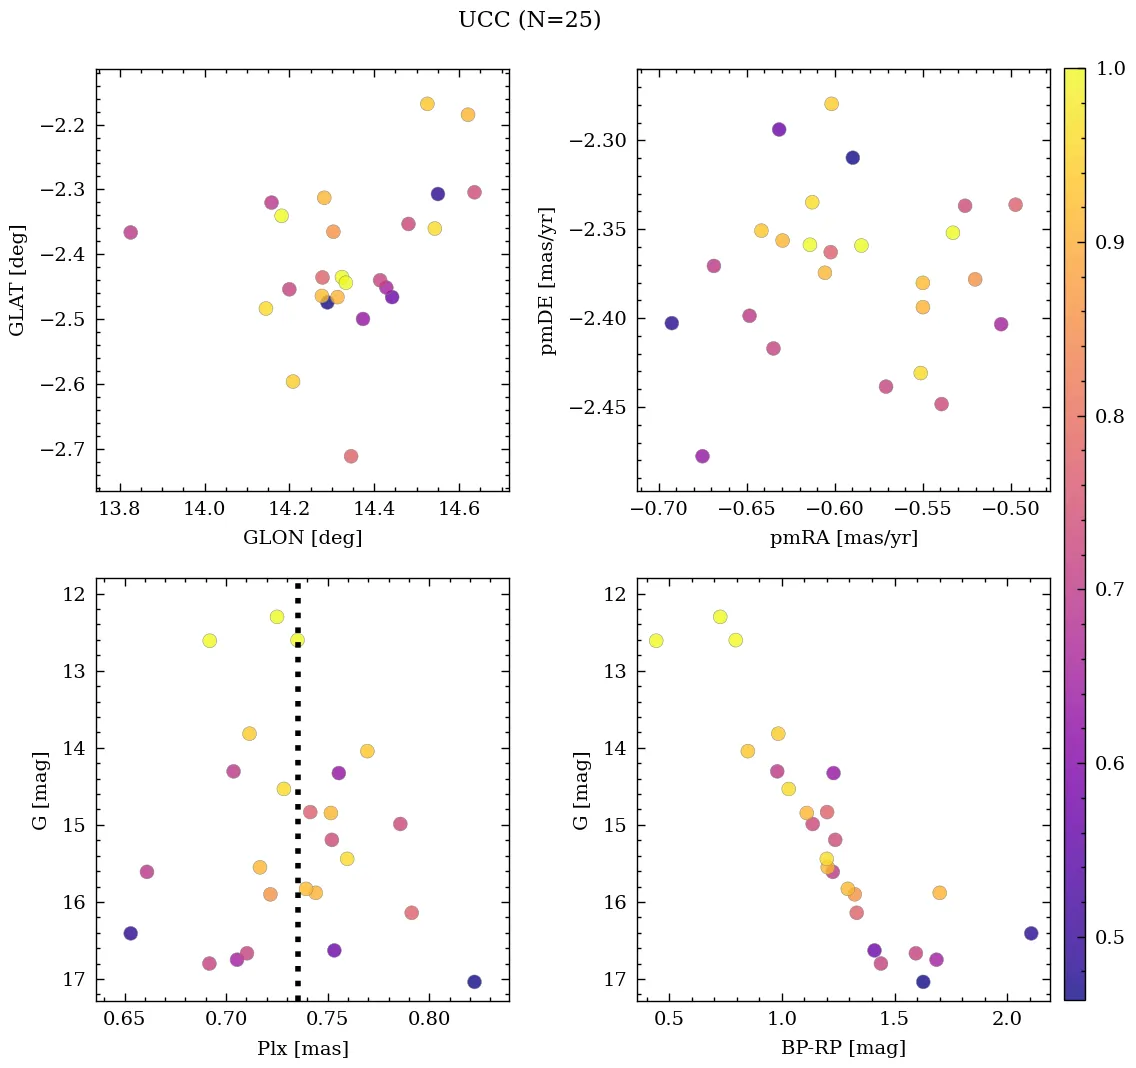 UCC (N=25)
−2.2
−2.3
−2.4
−2.5
−2.6
−2.7
GLAT [deg]
13.8 14.0 14.2 14.4 14.6
GLON [deg]
−2.30
−2.35
−2.40
−2.45
pmDE [mas/yr]
−0.70 −0.65 −0.60 −0.55 −0.50
pmRA [mas/yr]
1.0
0.9
0.8
0.7
0.6
0.5
12
13
14
15
16
17
G [mag]
0.65 0.70 0.75 0.80
Plx [mas]
12
13
14
15
16
17
G [mag]
0.5 1.0 1.5 2.0
BP-RP [mag]